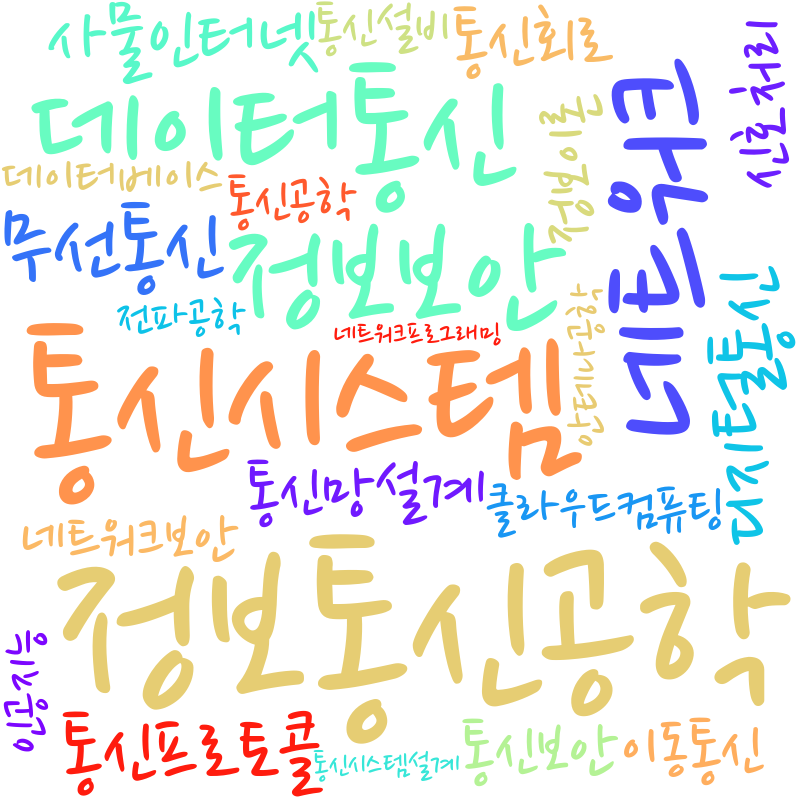 사물인터넷
통신설비
통신회로
신호처리
데이터통신
네트워크
정보이론
데이터베이스
통신공학
무선통신
정보보안
전파공학
네트워크프로그래밍
안테나공학
디지털통신
통신시스템
통신망설계
클라우드컴퓨팅
네트워크보안
정보통신공학
인공지능
통신프로토콜
통신시스템설계
통신보안
이동통신